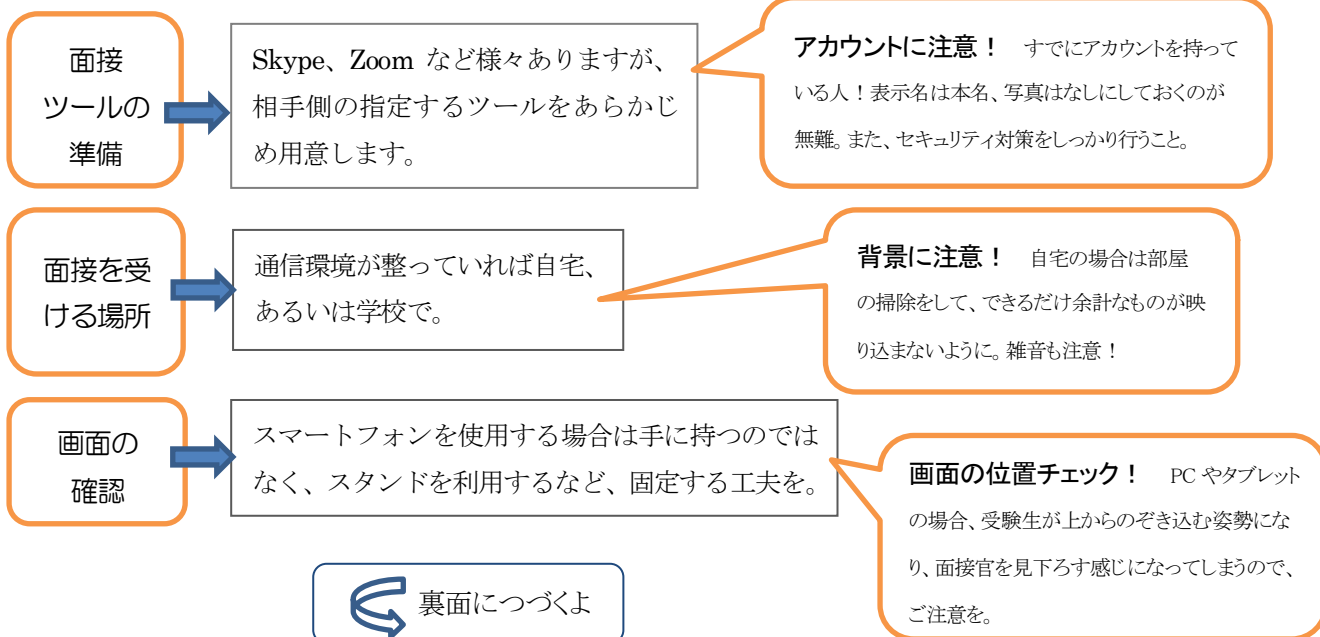 面接
ツールの
準備
Skype、Zoom など様々ありますが、
相手側の指定するツールをあらかじ
め用意します。
アカウントに注意！　すでにアカウントを持って
いる人！表示名は本名、写真はなしにしておくのが
無難。また、セキュリティ対策をしっかり行うこと。
面接を受
ける場所
通信環境が整っていれば自宅、
あるいは学校で。
背景に注意！　自宅の場合は部屋
の掃除をして、できるだけ余計なものが映
り込まないように。雑音も注意！
画面の
確認
スマートフォンを使用する場合は手に持つのでは
なく、スタンドを利用するなど、固定する工夫を。
画面の位置チェック！　PC やタブレット
の場合、受験生が上からのぞき込む姿勢にな
り、面接官を見下ろす感じになってしまうので、
ご注意を。
裏面につづくよ